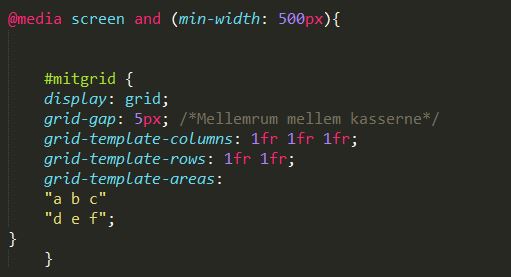 @media screen and (min-width: 500px){
#mitgrid {
display: grid;
grid-gap: 5px; /*Mellemrum mellem kasserne*/
grid-template-columns: 1fr 1fr 1fr;
grid-template-rows: 1fr 1fr;
grid-template-areas:
"a b c"
"d e f";
}
}